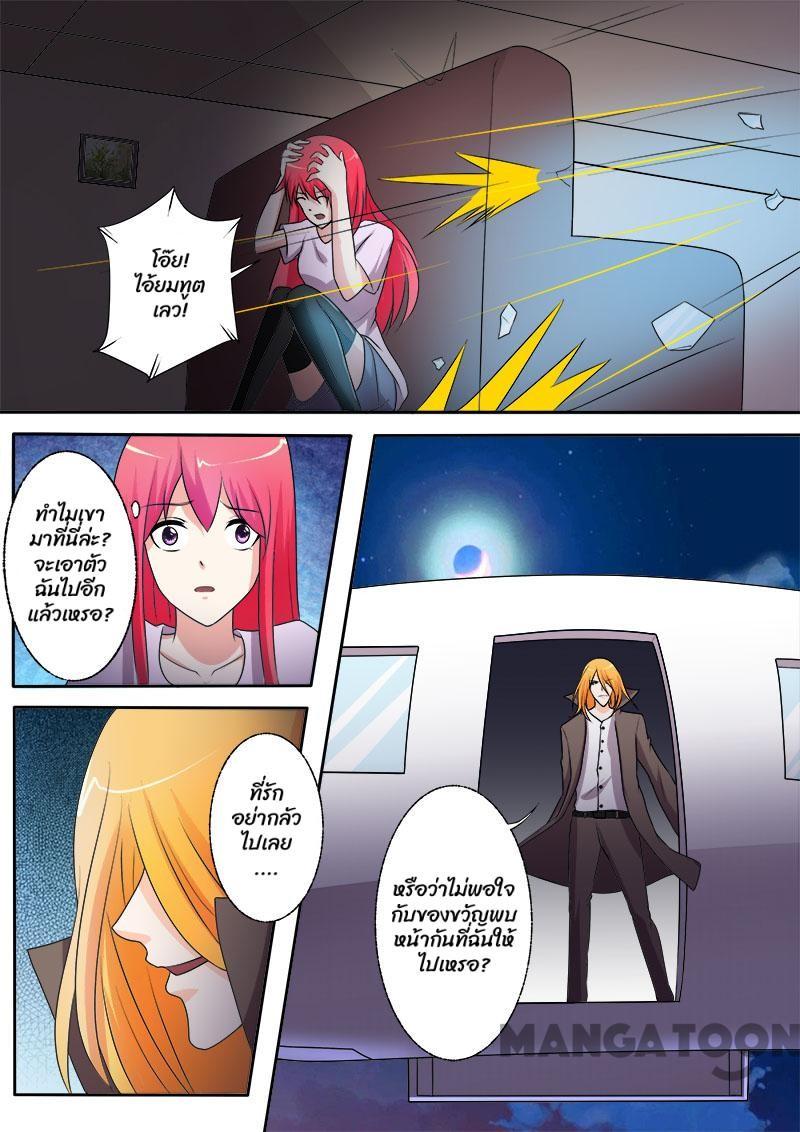 โอ๊ย!
ไอ้ยมทูต
เลว!
ทำไมเขา
มาที่นี่ล่ะ?
จะเอาตัว
ฉันไปอีก
แล้วเหรอ?
ที่รัก
อย่ากลัว
ไปเลย
....
หรือว่าไม่พอใจ
กับของขวัญพบ
หน้ากันที่ฉันให้
ไปเหรอ?
MANGATOON